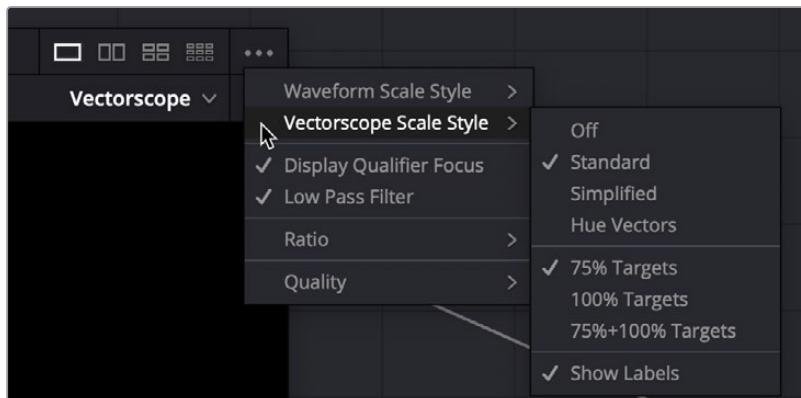 Vectorscope
Waveform Scale Style
Vectorscope Scale Style
Display Qualifier Focus
Low Pass Filter
Ratio
Quality
Off
Standard
Simplified
Hue Vectors
75% Targets
100% Targets
75%+100% Targets
Show Labels